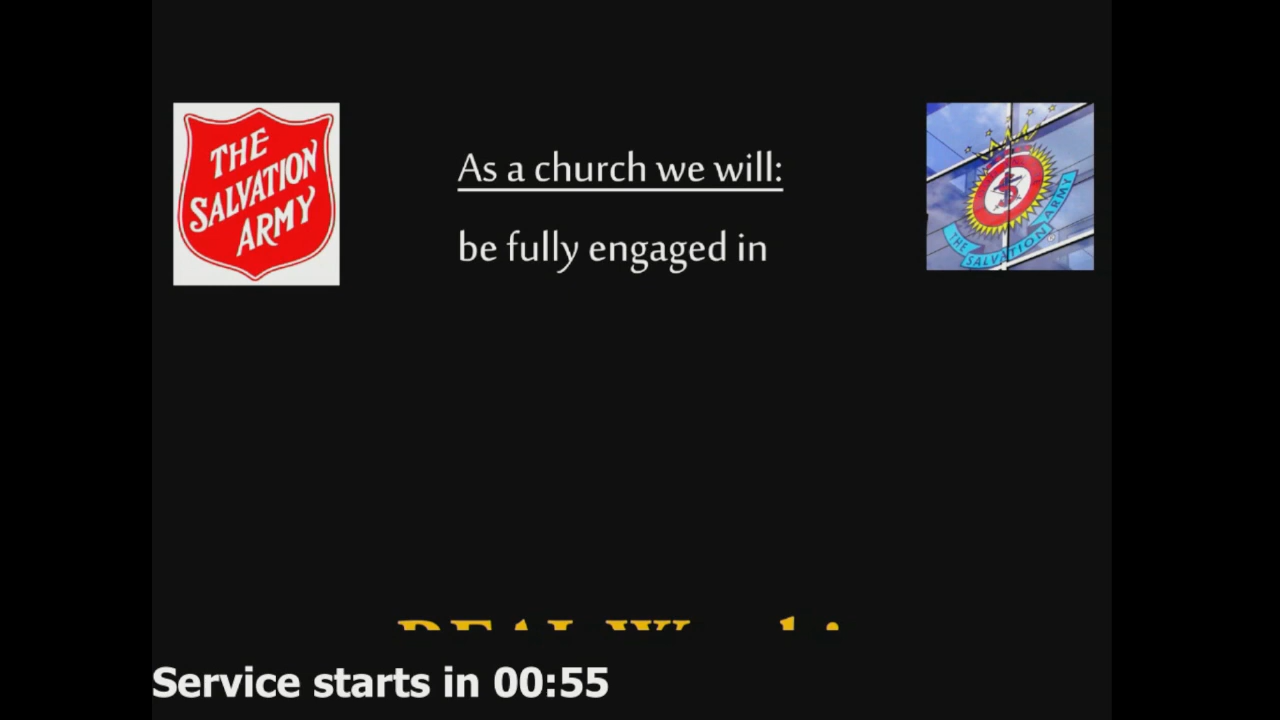 THE
SALVATION
ARMY
As a church we will:
be fully engaged in
THE SALVATION ARMY
Service starts in 00:55